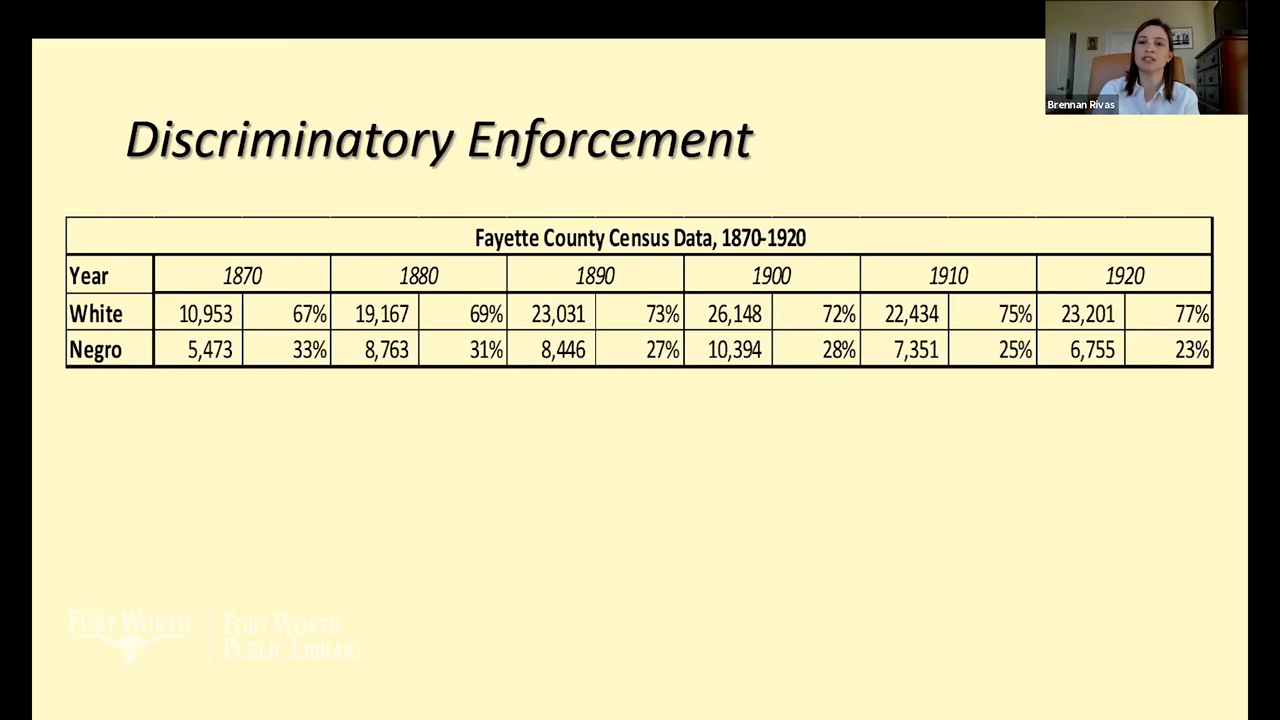 Brennan Rivas
Discriminatory Enforcement
Fayette County Census Data, 1870-1920
Year 1870 1880 1890 1900 1910 1920
White 10,953 67% 19,167 69% 23,031 73% 26,148 72% 22,434 75% 23,201 77%
Negro 5,473 33% 8,763 31% 8,446 27% 10,394 28% 7,351 25% 6,755 23%
FORT WORTH
FORT WORTH
PUBLIC LIBRARY